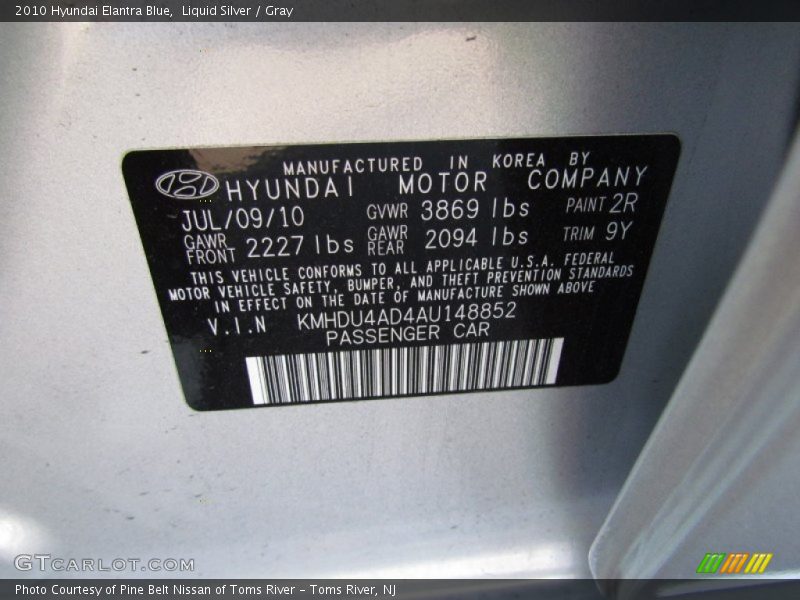 2010 Hyundai Elantra Blue,  Liquid Silver / Gray
MANUFACTURED IN KOREA BY
HYUNDAI MOTOR COMPANY
JUL/09/10 GVWR 3869 lbs PAINT 2R
GAWR FRONT 2227 lbs GAWR REAR 2094 lbs TRIM 9Y
THIS VEHICLE CONFORMS TO ALL APPLICABLE U.S.A. FEDERAL
MOTOR VEHICLE SAFETY, BUMPER, AND THEFT PREVENTION STANDARDS
IN EFFECT ON THE DATE OF MANUFACTURE SHOWN ABOVE
V.I.N KMHDU4AD4AU148852
PASSENGER CAR
GTCARLOT.COM
Photo Courtesy of Pine Belt Nissan of Toms River – Toms River, NJ